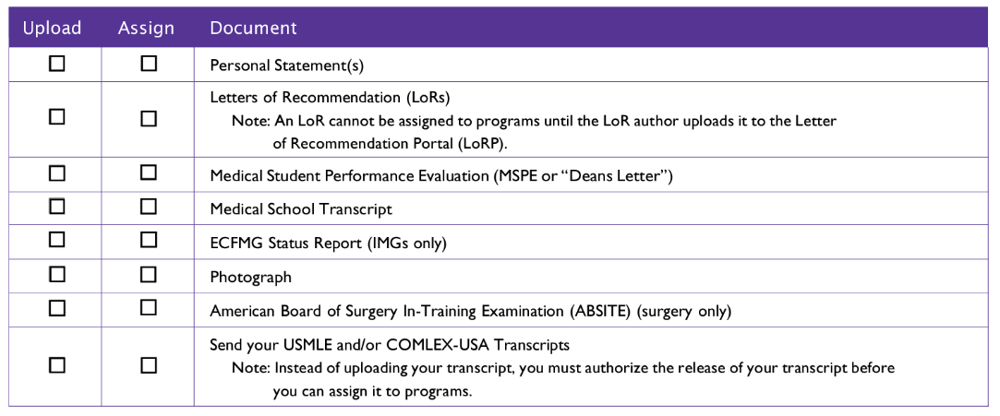 Upload Assign Document
Personal Statement(s)
Letters of Recommendation (LoRs)
Note: An LoR cannot be assigned to programs until the LoR author uploads it to the Letter
of Recommendation Portal (LoRP).
Medical Student Performance Evaluation (MSPE or “Deans Letter”)
Medical School Transcript
ECFMG Status Report (IMGs only)
Photograph
American Board of Surgery In-Training Examination (ABSITE) (surgery only)
Send your USMLE and/or COMLEX-USA Transcripts
Note: Instead of uploading your transcript, you must authorize the release of your transcript before
you can assign it to programs.